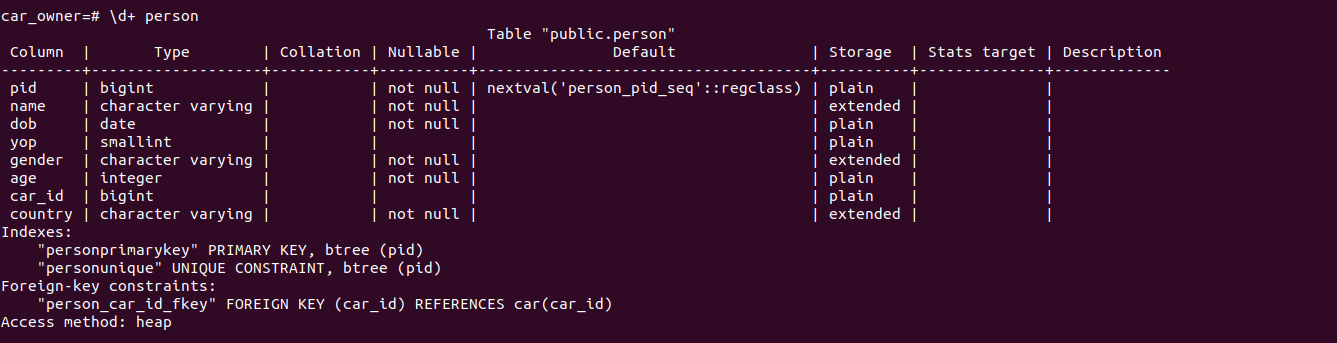 car_owner=# \d+ person
                                                      Table "public.person"
 Column  |       Type        | Collation | Nullable |               Default               | Storage  | Stats target | Description 
---------+-------------------+-----------+----------+-------------------------------------+----------+--------------+-------------
 pid     | bigint            |           | not null | nextval('person_pid_seq'::regclass) | plain    |              | 
 name    | character varying |           | not null |                                     | extended |              | 
 dob     | date              |           | not null |                                     | plain    |              | 
 yop     | smallint          |           |          |                                     | plain    |              | 
 gender  | character varying |           | not null |                                     | extended |              | 
 age     | integer           |           | not null |                                     | plain    |              | 
 car_id  | bigint            |           |          |                                     | plain    |              | 
 country | character varying |           | not null |                                     | extended |              | 
Indexes:
    "personprimarykey" PRIMARY KEY, btree (pid)
    "personunique" UNIQUE CONSTRAINT, btree (pid)
Foreign-key constraints:
    "person_car_id_fkey" FOREIGN KEY (car_id) REFERENCES car(car_id)
Access method: heap